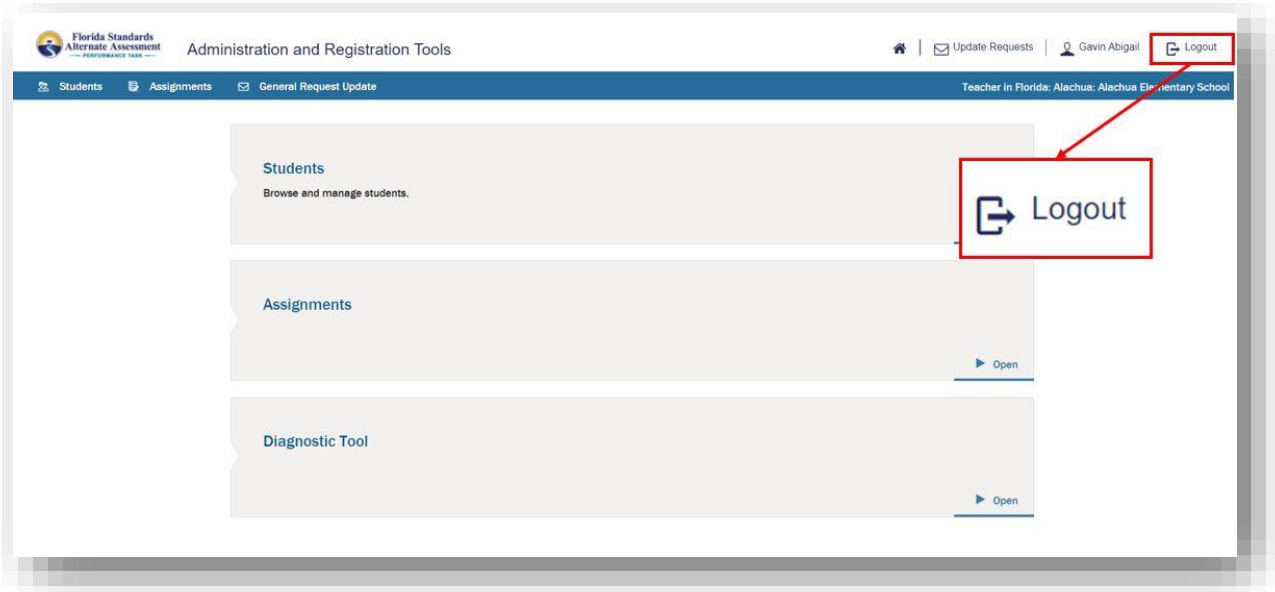 Florida Standards
Alternate Assessment
PERFORMANCE TASK
Administration and Registration Tools
Update Requests
Gavin Abigail
Logout
Students
Assignments
General Request Update
Teacher in Florida: Alachua: Alachua Elementary School
Students
Browse and manage students.
Logout
Assignments
Open
Diagnostic Tool
Open